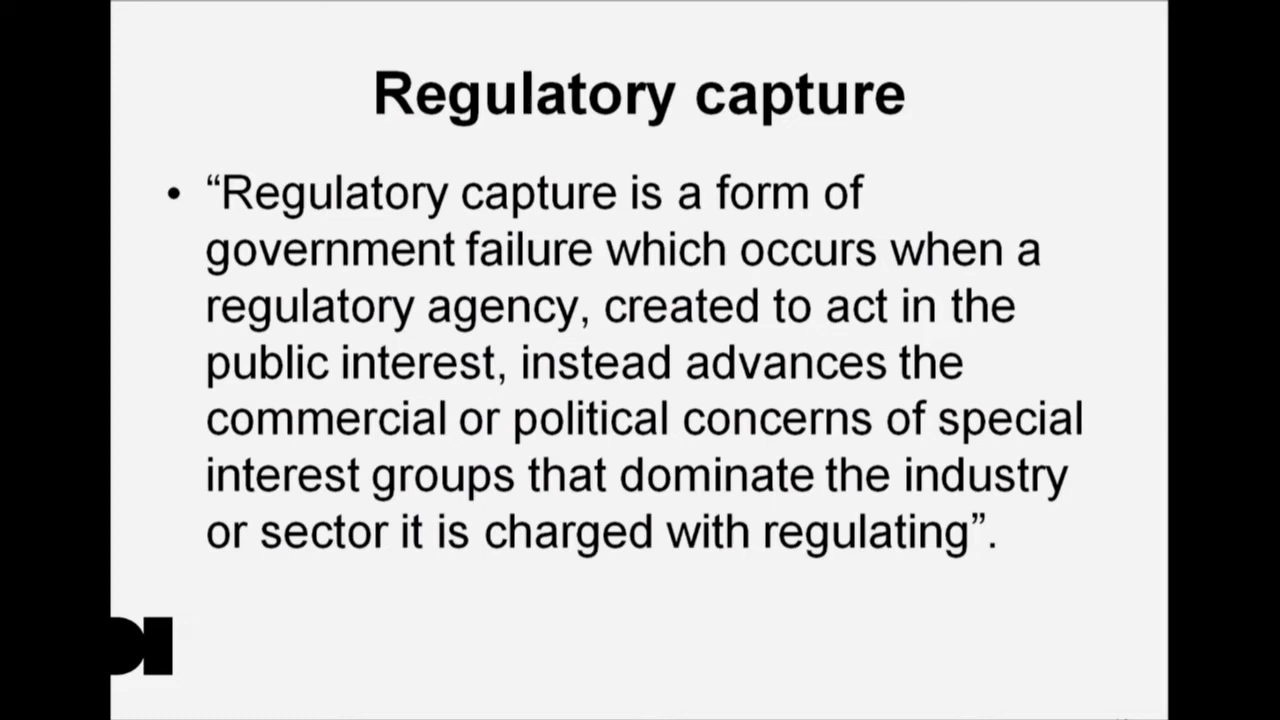 Regulatory capture
• “Regulatory capture is a form of
government failure which occurs when a
regulatory agency, created to act in the
public interest, instead advances the
commercial or political concerns of special
interest groups that dominate the industry
or sector it is charged with regulating”.